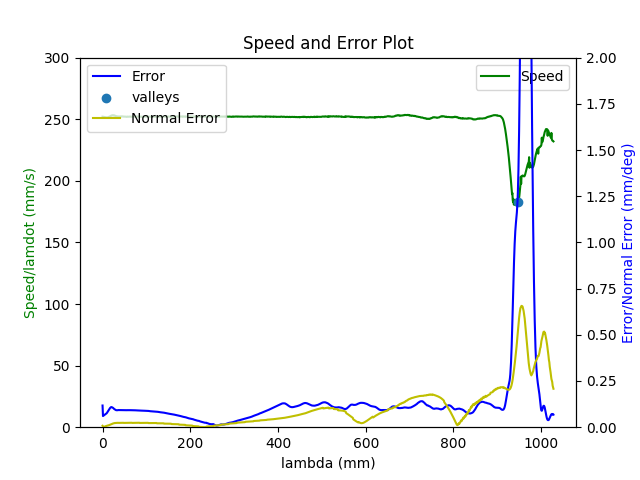 Speed and Error Plot
Error
valleys
Normal Error
Speed
300
250
200
150
100
50
0
2.00
1.75
1.50
1.25
1.00
0.75
0.50
0.25
0.00
0 200 400 600 800 1000
lambda (mm)
Speed/lamdot (mm/s)
Error/Normal Error (mm/deg)